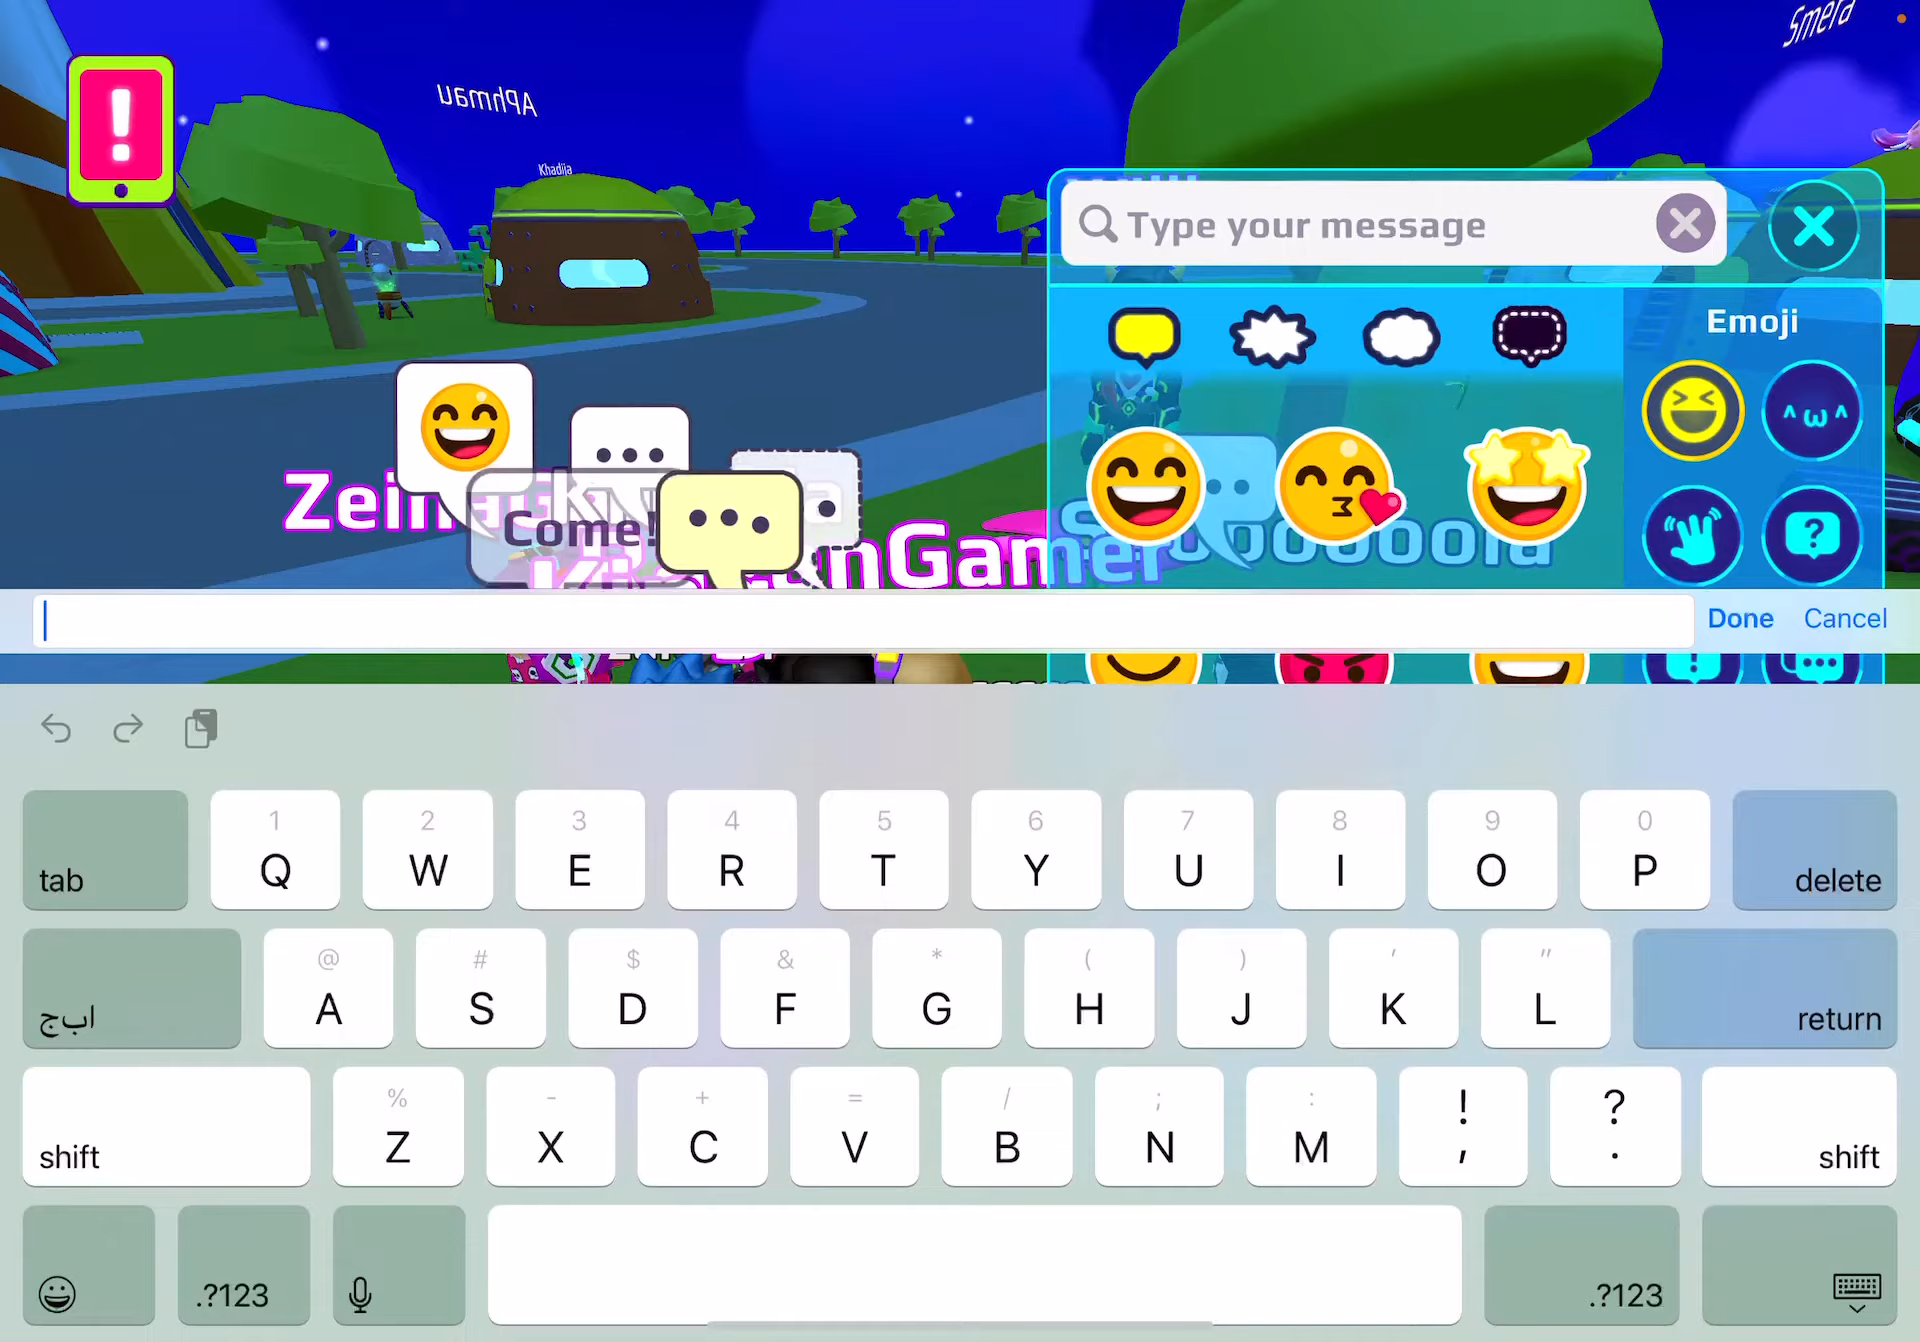 Smera
APhmau
Khadija
Type your message
Emoji
^ω^
?
Come!
Done Cancel
tab 1 Q 2 W 3 E 4 R 5 T 6 Y 7 U 8 I 9 O 0 P delete
ابج @ A # S $ D & F * G ( H ) J ' K " L return
shift % Z - X + C = V / B ; N : M ! , ? . shift
.?123 .?123